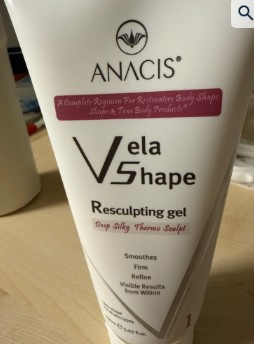 ANACIS®
A Complete Regimen For Restorative Body Shape
Shape & Tone Body Products
Vela
Shape
Resculpting gel
Deep Silky Thermo Sculpt
Smoothes
Firm
Refine
Visible Results
from Within
1